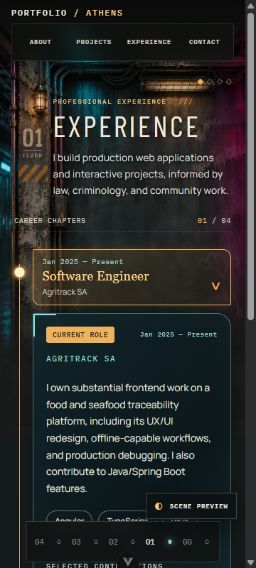 PORTFOLIO / ATHENS
ABOUT PROJECTS EXPERIENCE CONTACT
PROFESSIONAL EXPERIENCE ///
01
FLOOR
EXPERIENCE
I build production web applications
and interactive projects, informed by
law, criminology, and community work.
CAREER CHAPTERS 01 / 04
Jan 2025 — Present
Software Engineer
Agritrack SA
CURRENT ROLE Jan 2025 — Present
AGRITRACK SA
I own substantial frontend work on a
food and seafood traceability
platform, including its UX/UI
redesign, offline-capable workflows,
and production debugging. I also
contribute to Java/Spring Boot
features.
SCENE PREVIEW
Angular TypeScript
04 03 02 01 00
SELECTED